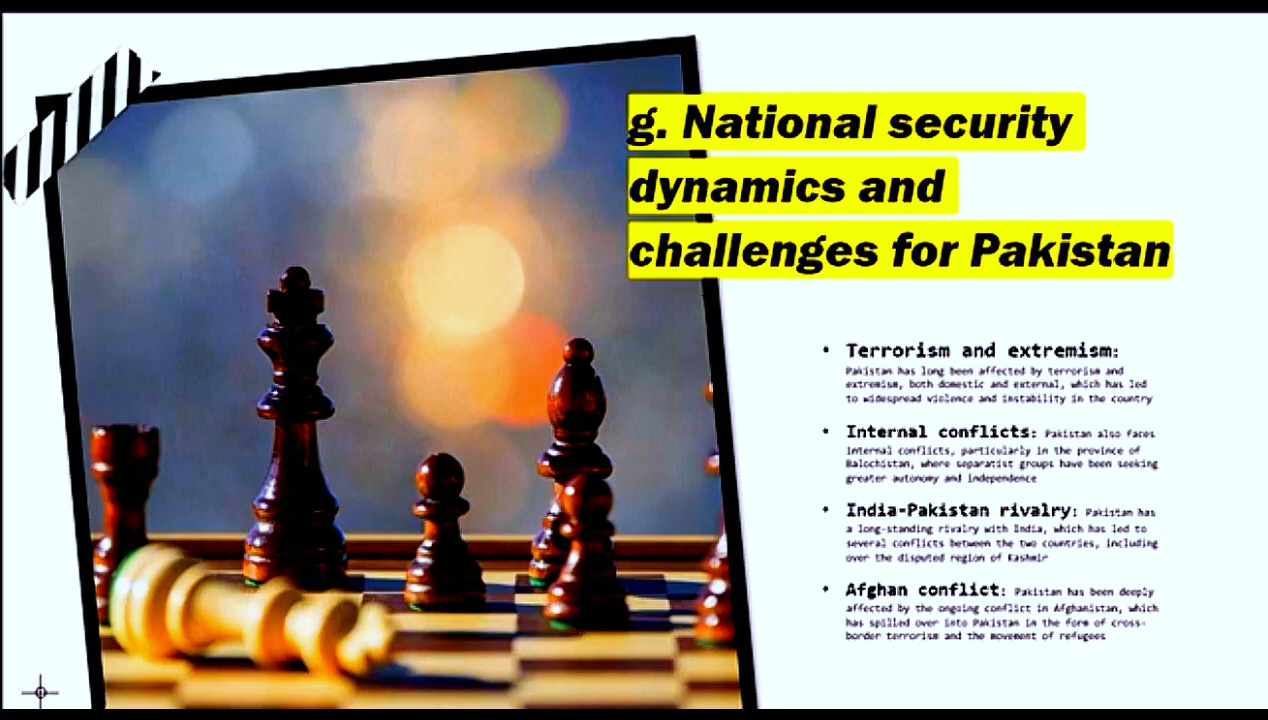 g. National security
dynamics and
challenges for Pakistan
• Terrorism and extremism:
Pakistan has long been affected by terrorism and
extremism, both domestic and external, which has led
to widespread violence and instability in the country
• Internal conflicts: Pakistan also faces
internal conflicts, particularly in the province of
Balochistan, where separatist groups have been seeking
greater autonomy and independence
• India-Pakistan rivalry: Pakistan has
a long-standing rivalry with India, which has led to
several conflicts between the two countries, including
over the disputed region of Kashmir
• Afghan conflict: Pakistan has been deeply
affected by the ongoing conflict in Afghanistan, which
has spilled over into Pakistan in the form of cross-
border terrorism and the movement of refugees